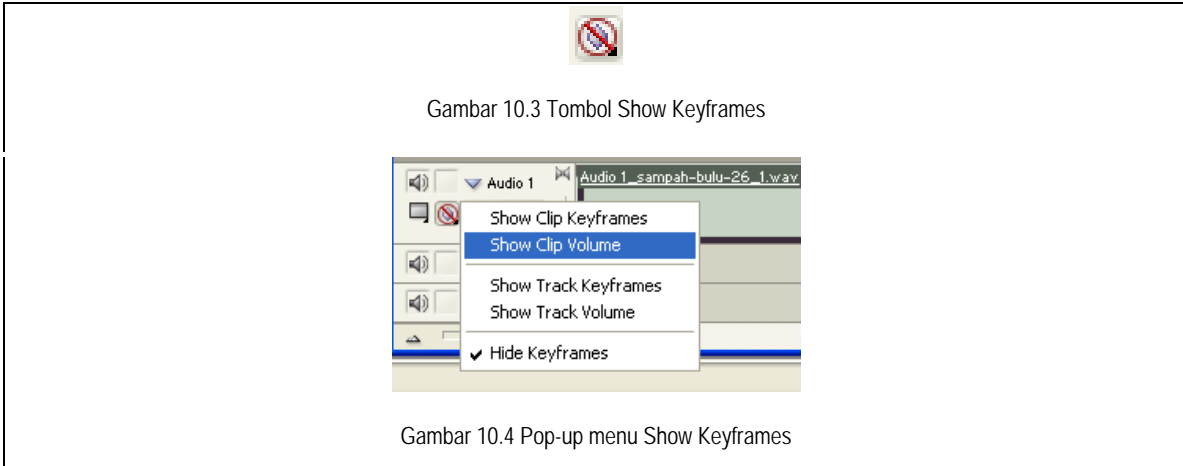 Gambar 10.3 Tombol Show Keyframes
Audio 1
Audio 1_sampah-bulu-26_1.wav
Show Clip Keyframes
Show Clip Volume
Show Track Keyframes
Show Track Volume
Hide Keyframes
Gambar 10.4 Pop-up menu Show Keyframes